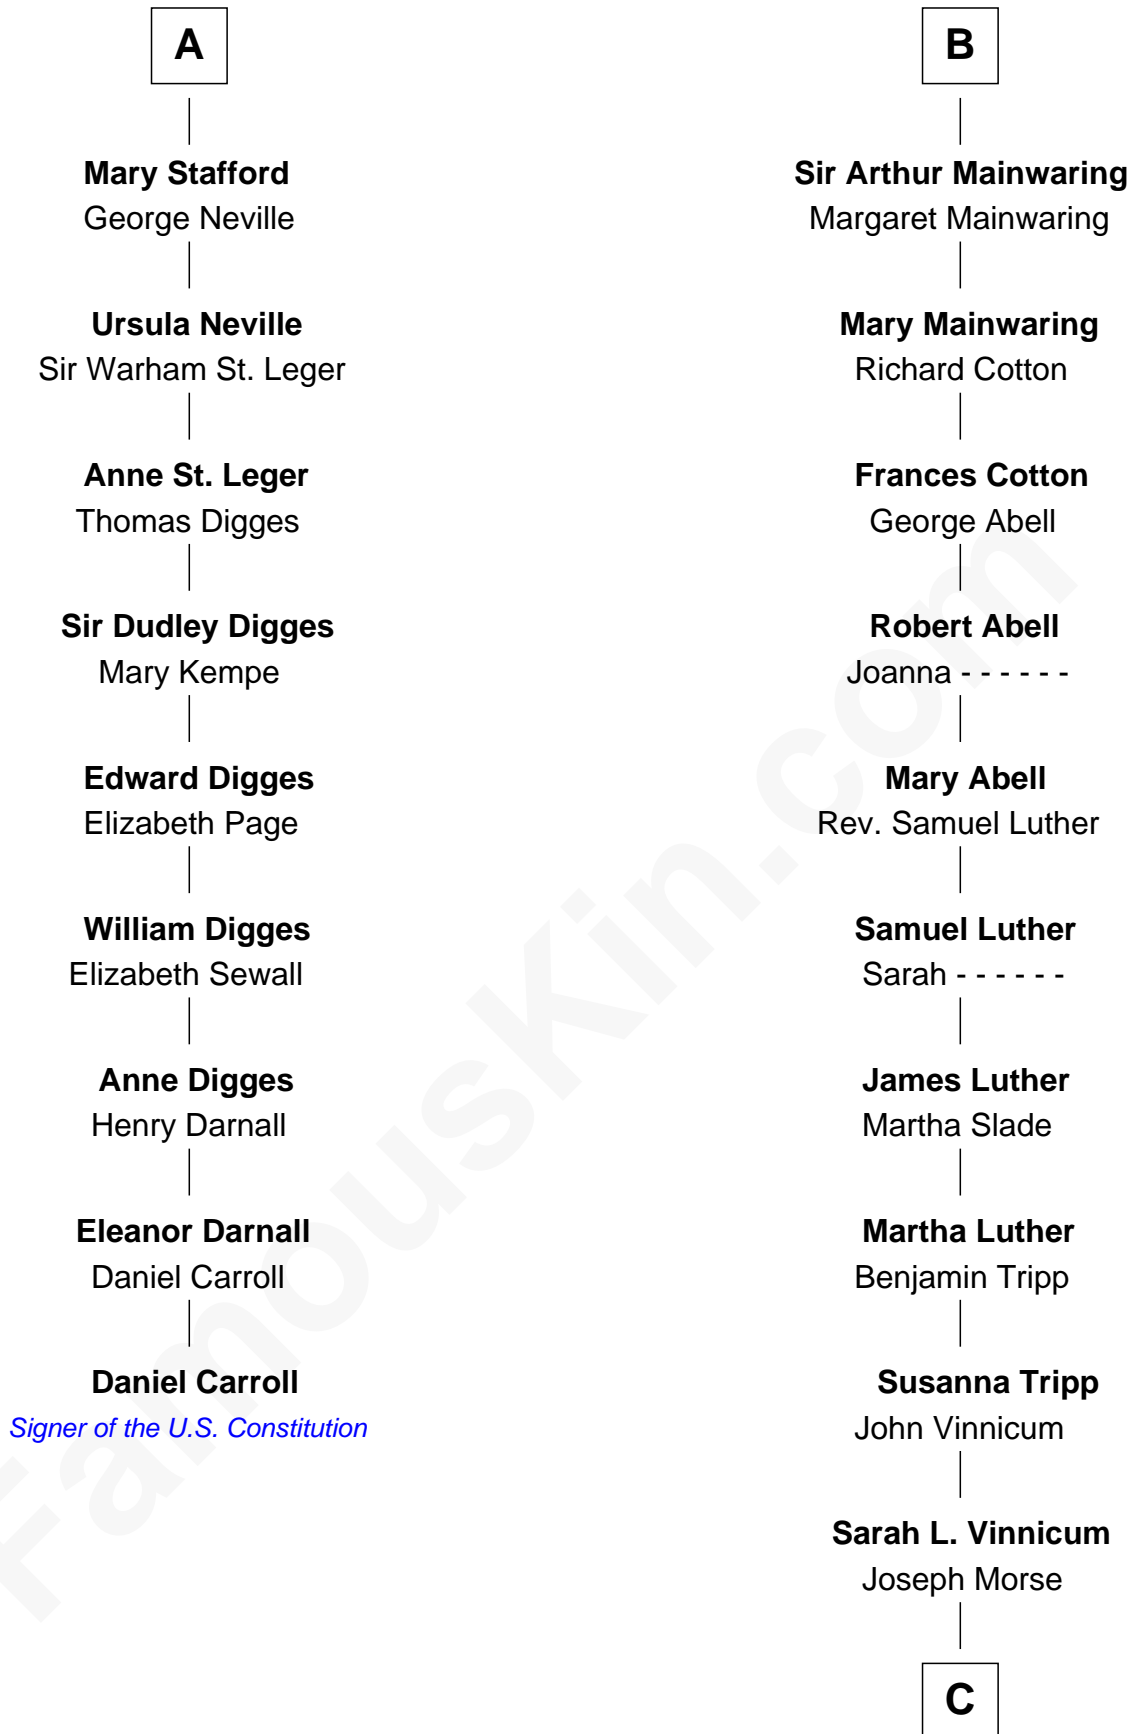 A
Mary Stafford
George Neville
Ursula Neville
Sir Warham St. Leger
Anne St. Leger
Thomas Digges
Sir Dudley Digges
Mary Kempe
Edward Digges
Elizabeth Page
William Digges
Elizabeth Sewall
Anne Digges
Henry Darnall
Eleanor Darnall
Daniel Carroll
Daniel Carroll
Signer of the U.S. Constitution
B
Sir Arthur Mainwaring
Margaret Mainwaring
Mary Mainwaring
Richard Cotton
Frances Cotton
George Abell
Robert Abell
Joanna - - - - - -
Mary Abell
Rev. Samuel Luther
Samuel Luther
Sarah - - - - - -
James Luther
Martha Slade
Martha Luther
Benjamin Tripp
Susanna Tripp
John Vinnicum
Sarah L. Vinnicum
Joseph Morse
C
FamousKin.com